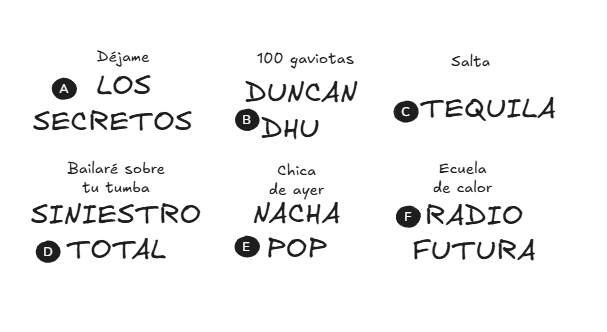 Déjame
A LOS
SECRETOS
100 gaviotas
DUNCAN
B DHU
Salta
C TEQUILA
Bailaré sobre
tu tumba
SINIESTRO
D TOTAL
Chica
de ayer
NACHA
E POP
Ecuela
de calor
F RADIO
FUTURA